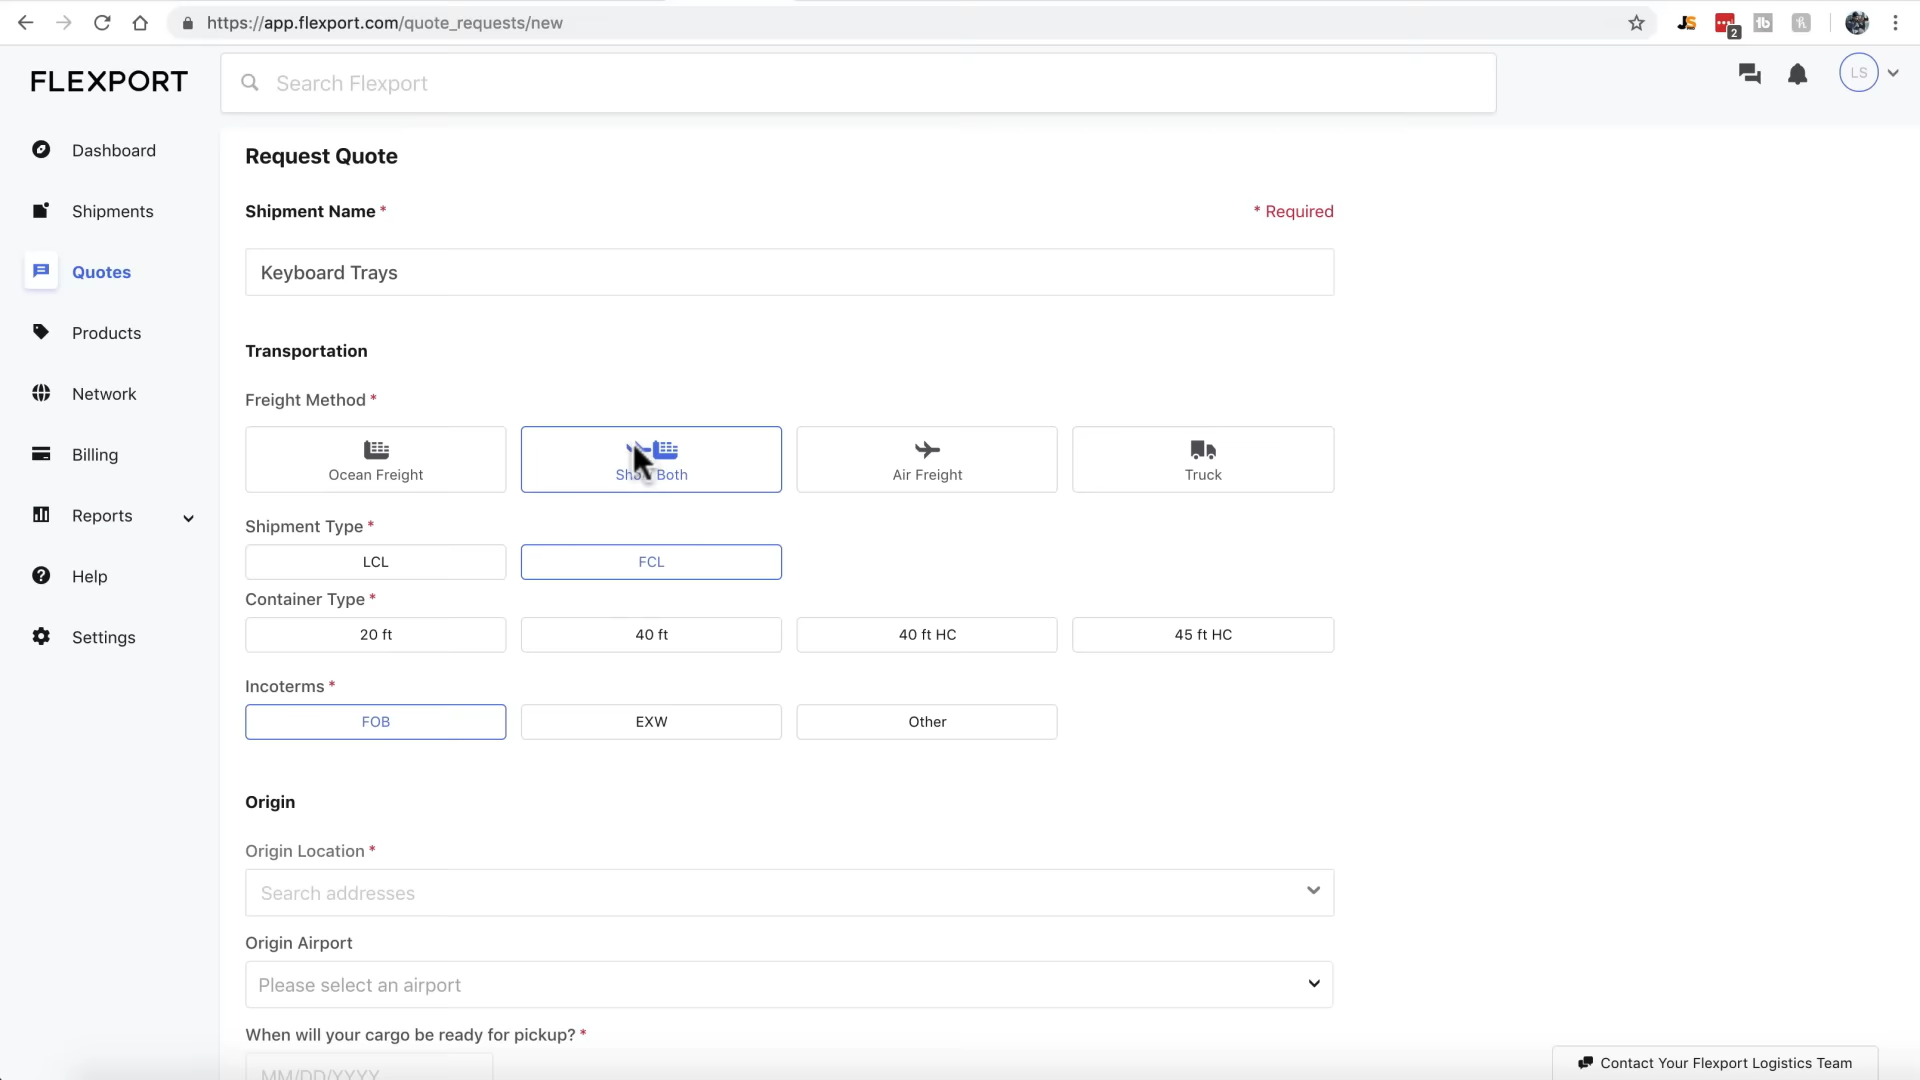 https://app.flexport.com/quote_requests/new
2
FLEXPORT
Search Flexport
LS
Dashboard
Shipments
Quotes
Products
Network
Billing
Reports
Help
Settings
Request Quote
Shipment Name *
* Required
Keyboard Trays
Transportation
Freight Method *
Ocean Freight
Show Both
Air Freight
Truck
Shipment Type *
LCL
FCL
Container Type *
20 ft
40 ft
40 ft HC
45 ft HC
Incoterms *
FOB
EXW
Other
Origin
Origin Location *
Search addresses
Origin Airport
Please select an airport
When will your cargo be ready for pickup? *
MM/DD/YYYY
Contact Your Flexport Logistics Team